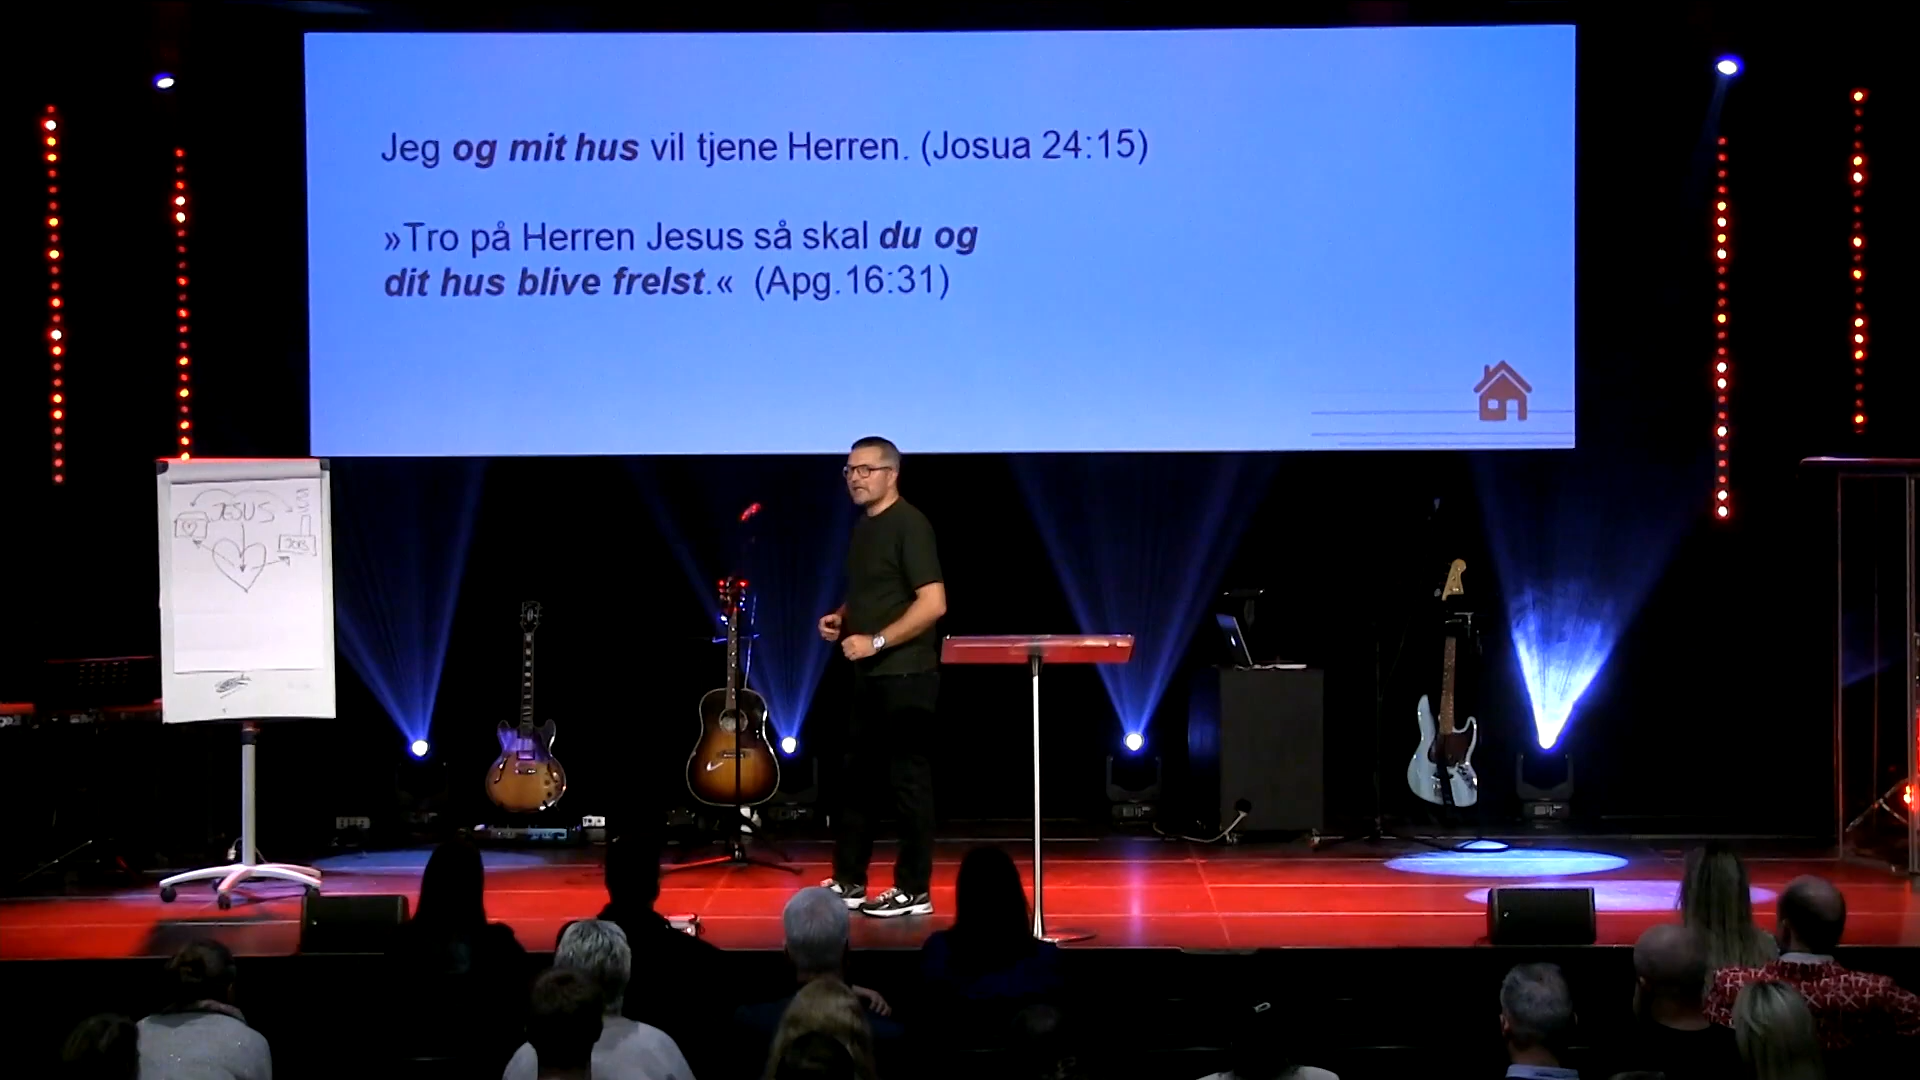 Jeg og mit hus vil tjene Herren. (Josua 24:15)
»Tro på Herren Jesus så skal du og
dit hus blive frelst.« (Apg.16:31)
JESUS
JOB